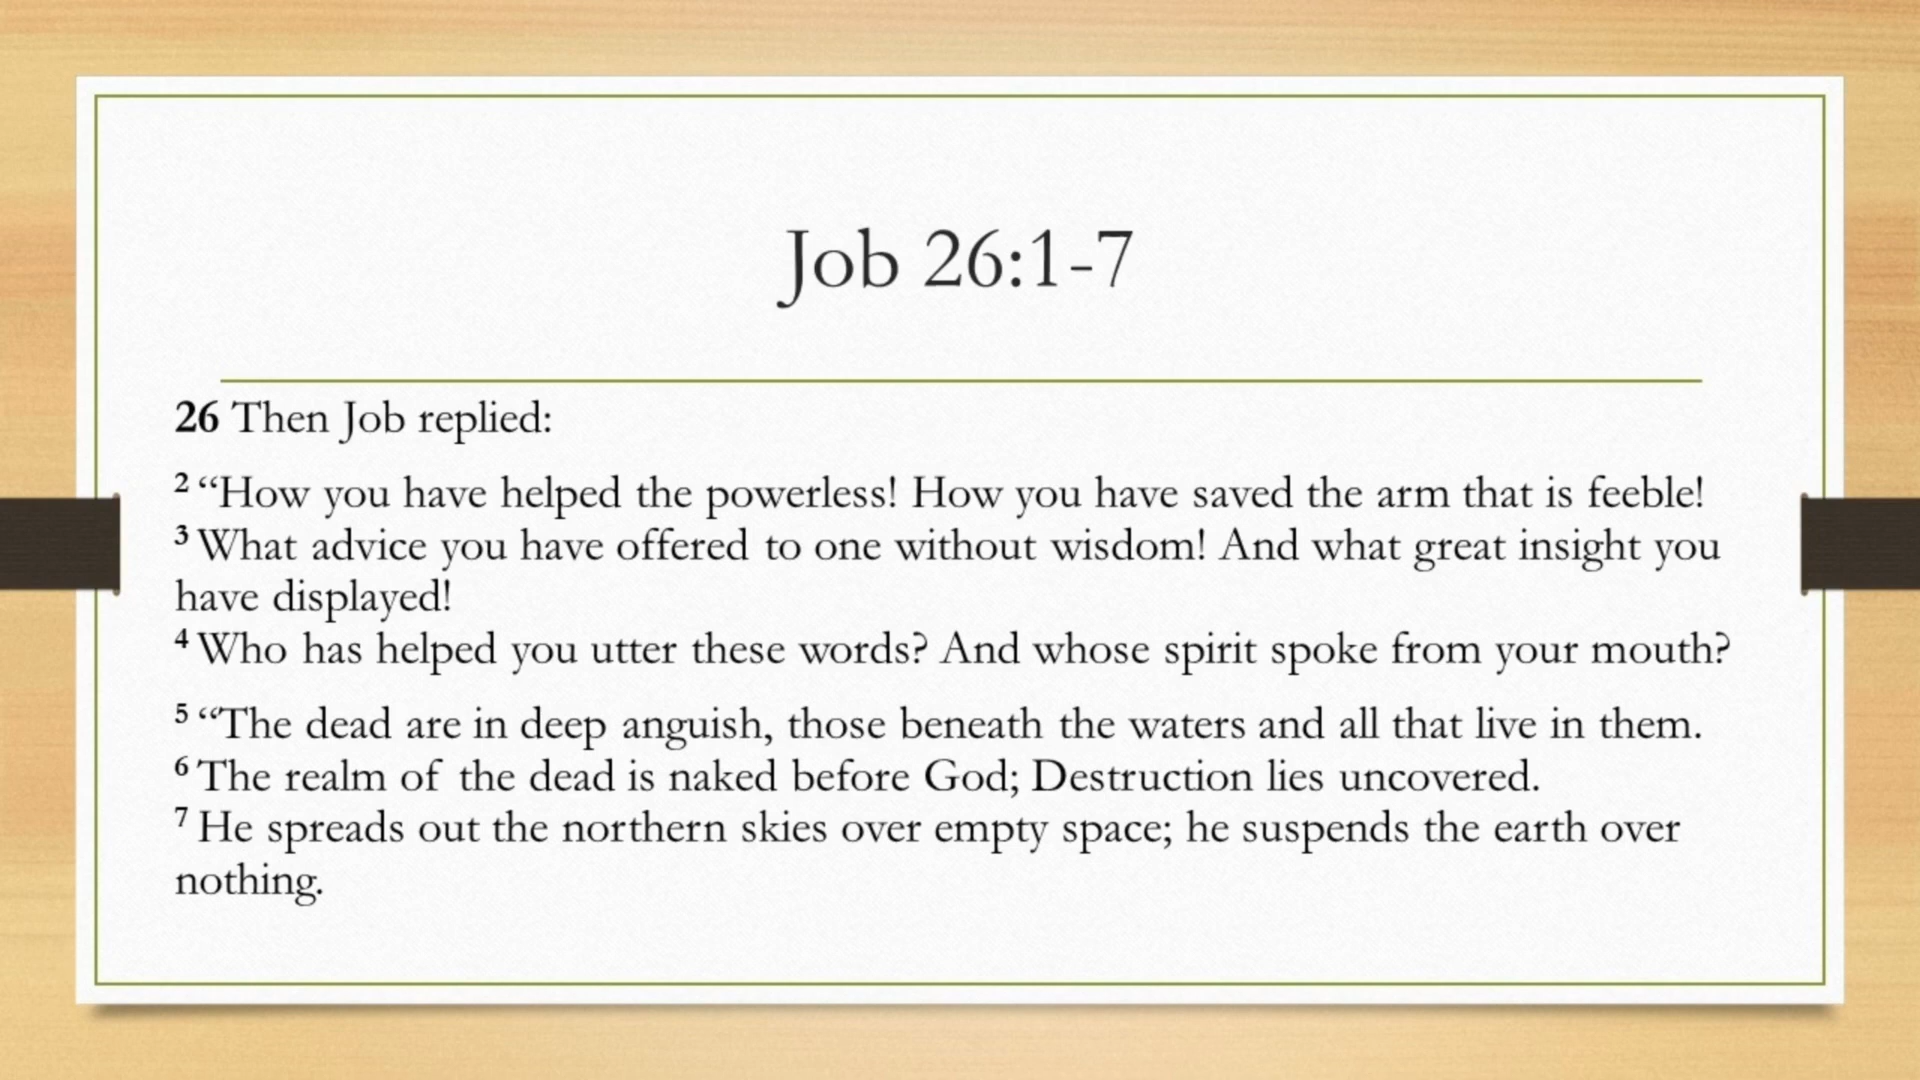 Job 26:1-7
26 Then Job replied:
2 “How you have helped the powerless! How you have saved the arm that is feeble!
3 What advice you have offered to one without wisdom! And what great insight you
have displayed!
4 Who has helped you utter these words? And whose spirit spoke from your mouth?
5 “The dead are in deep anguish, those beneath the waters and all that live in them.
6 The realm of the dead is naked before God; Destruction lies uncovered.
7 He spreads out the northern skies over empty space; he suspends the earth over
nothing.